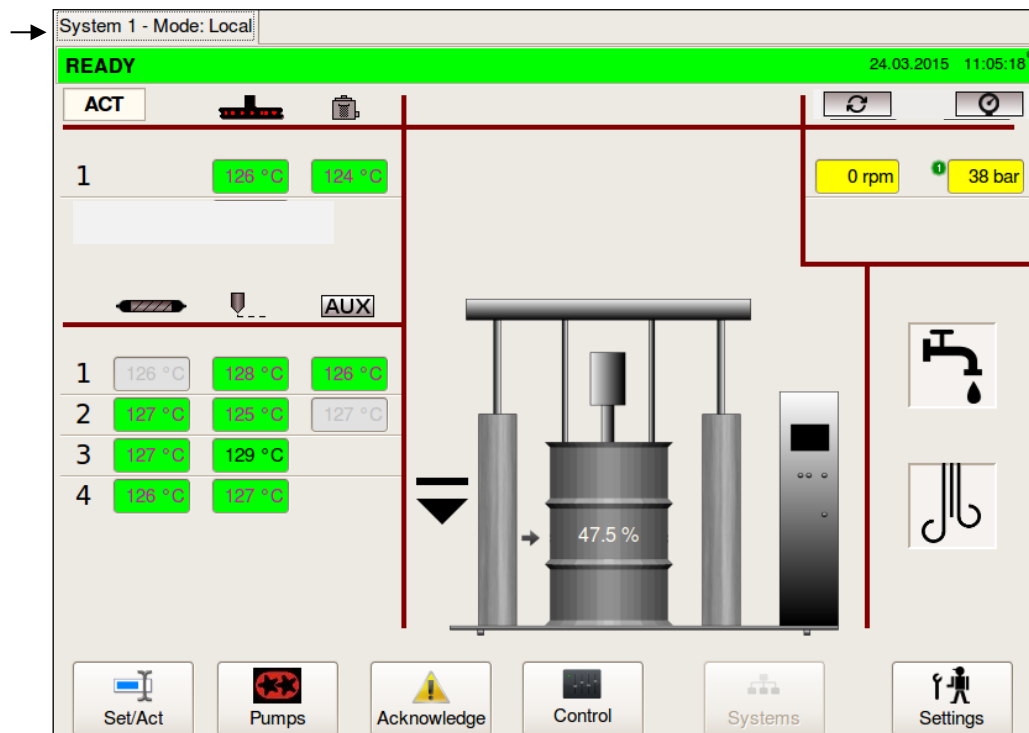 System 1 - Mode: Local
READY 24.03.2015 11:05:18
ACT
1 126 °C 124 °C 0 rpm 1 38 bar
AUX
1 126 °C 128 °C 126 °C
2 127 °C 125 °C 127 °C
3 127 °C 129 °C
4 126 °C 127 °C
47.5 %
Set/Act Pumps Acknowledge Control Systems Settings